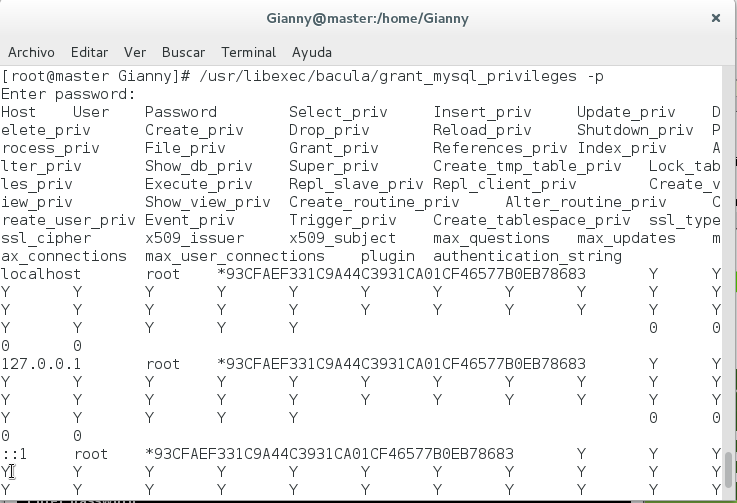 Gianny@master:/home/Gianny
Archivo Editar Ver Buscar Terminal Ayuda
[root@master Gianny]# /usr/libexec/bacula/grant_mysql_privileges -p
Enter password:
Host User Password Select_priv Insert_priv Update_priv D
elete_priv Create_priv Drop_priv Reload_priv Shutdown_priv P
rocess_priv File_priv Grant_priv References_priv Index_priv A
lter_priv Show_db_priv Super_priv Create_tmp_table_priv Lock_tab
les_priv Execute_priv Repl_slave_priv Repl_client_priv Create_v
iew_priv Show_view_priv Create_routine_priv Alter_routine_priv C
reate_user_priv Event_priv Trigger_priv Create_tablespace_priv ssl_type
ssl_cipher x509_issuer x509_subject max_questions max_updates m
ax_connections max_user_connections plugin authentication_string
localhost root *93CFAEF331C9A44C3931CA01CF46577B0EB78683 Y Y
Y Y Y Y Y Y Y Y Y Y Y
Y Y Y Y Y Y Y Y Y Y Y
Y Y Y Y Y 0 0
0 0
127.0.0.1 root *93CFAEF331C9A44C3931CA01CF46577B0EB78683 Y Y
Y Y Y Y Y Y Y Y Y Y Y
Y Y Y Y Y Y Y Y Y Y Y
Y Y Y Y Y 0 0
0 0
::1 root *93CFAEF331C9A44C3931CA01CF46577B0EB78683 Y Y Y
Y Y Y Y Y Y Y Y Y Y Y
Y Y Y Y Y Y Y Y Y Y Y